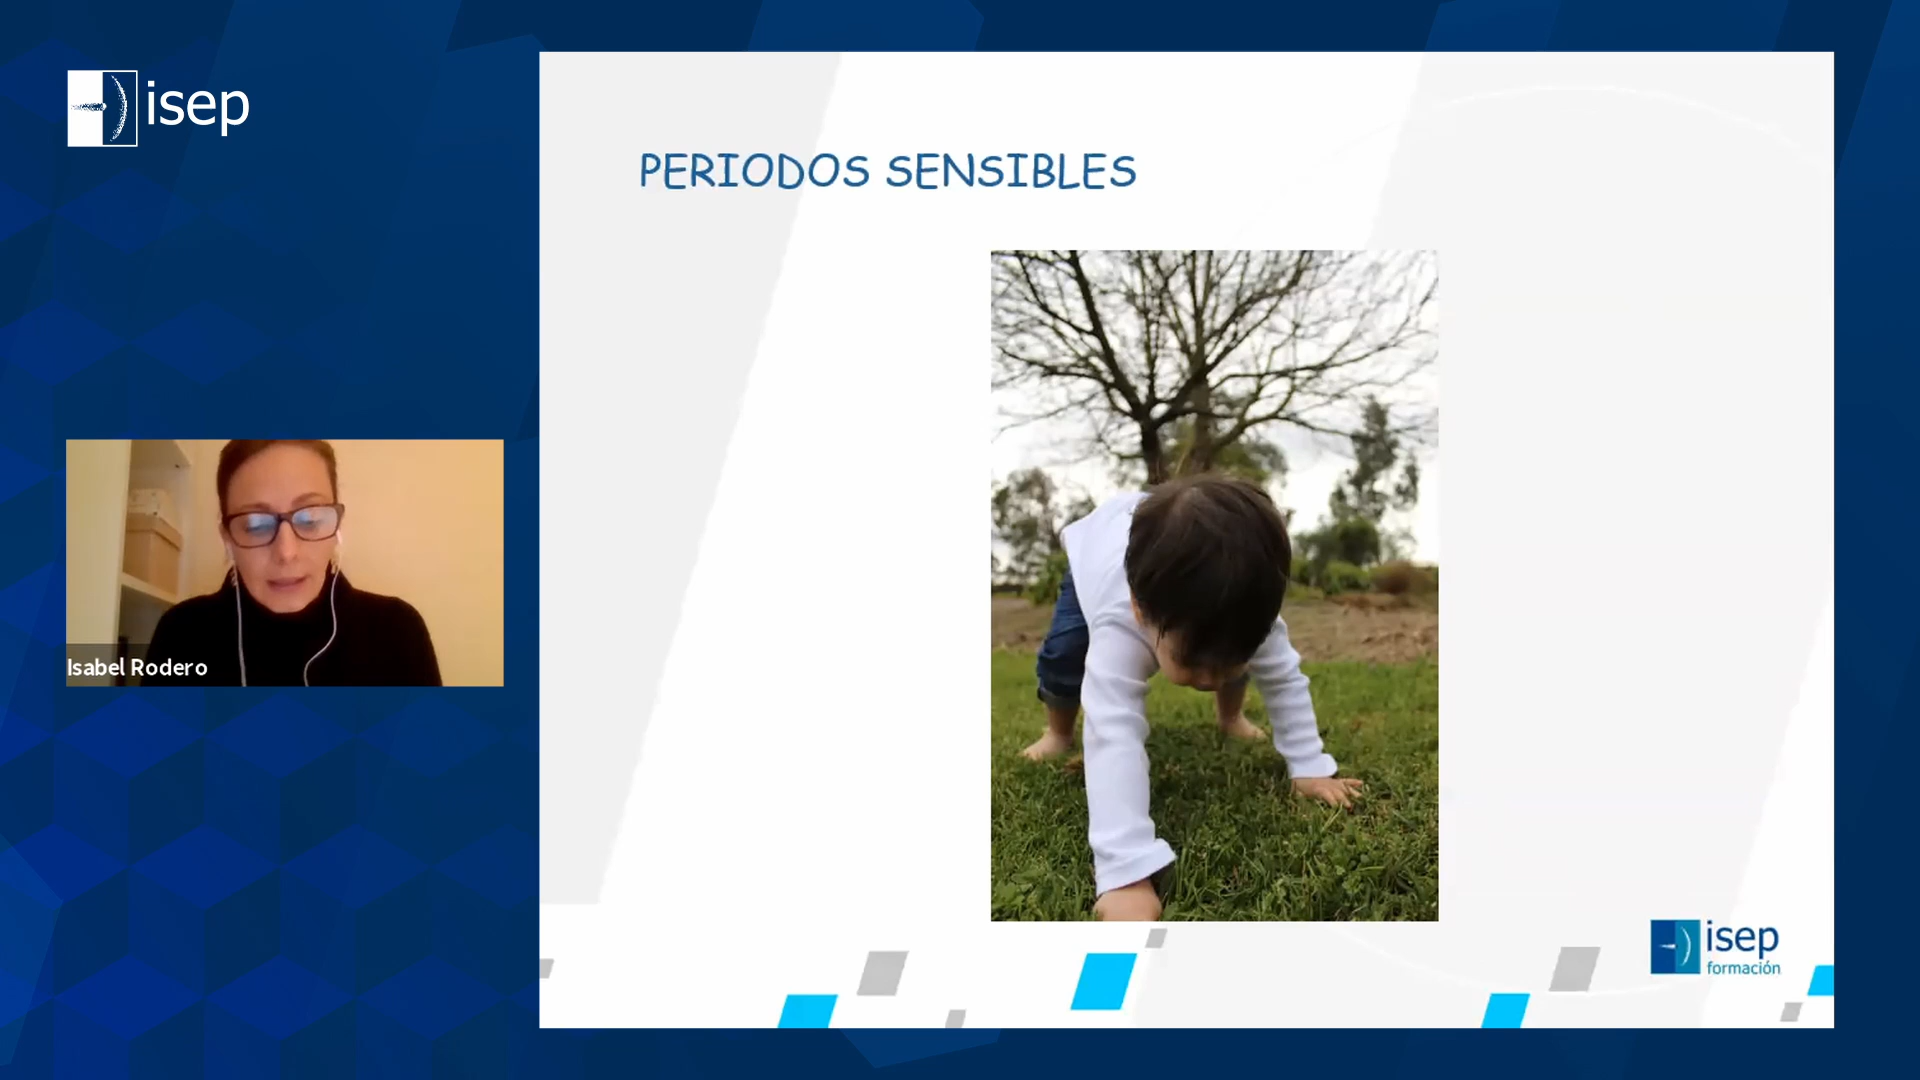 isep
PERIODOS SENSIBLES
Isabel Rodero
isep
formación